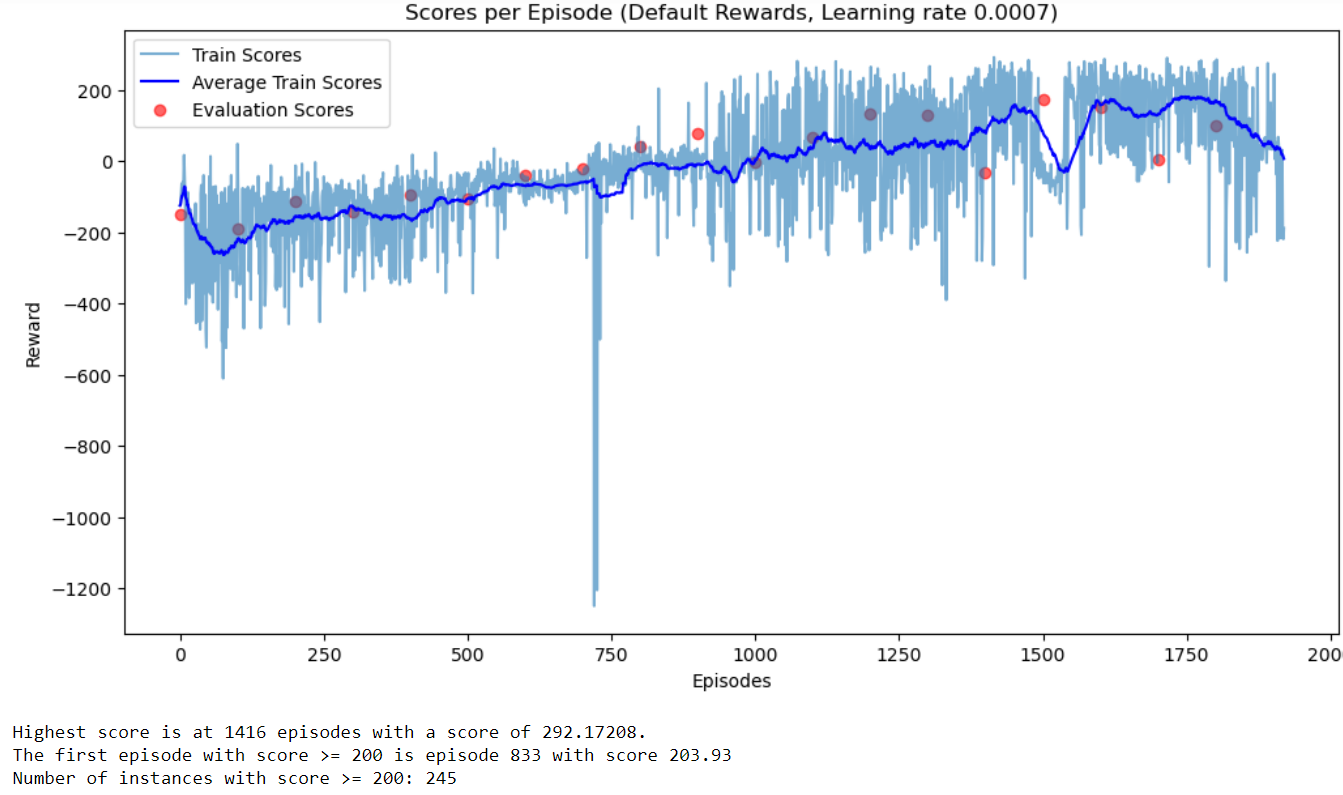 Scores per Episode (Default Rewards, Learning rate 0.0007)
Train Scores
Average Train Scores
Evaluation Scores
Reward
200
0
−200
−400
−600
−800
−1000
−1200
0
250
500
750
1000
1250
1500
1750
200
Episodes
Highest score is at 1416 episodes with a score of 292.17208.
The first episode with score >= 200 is episode 833 with score 203.93
Number of instances with score >= 200: 245